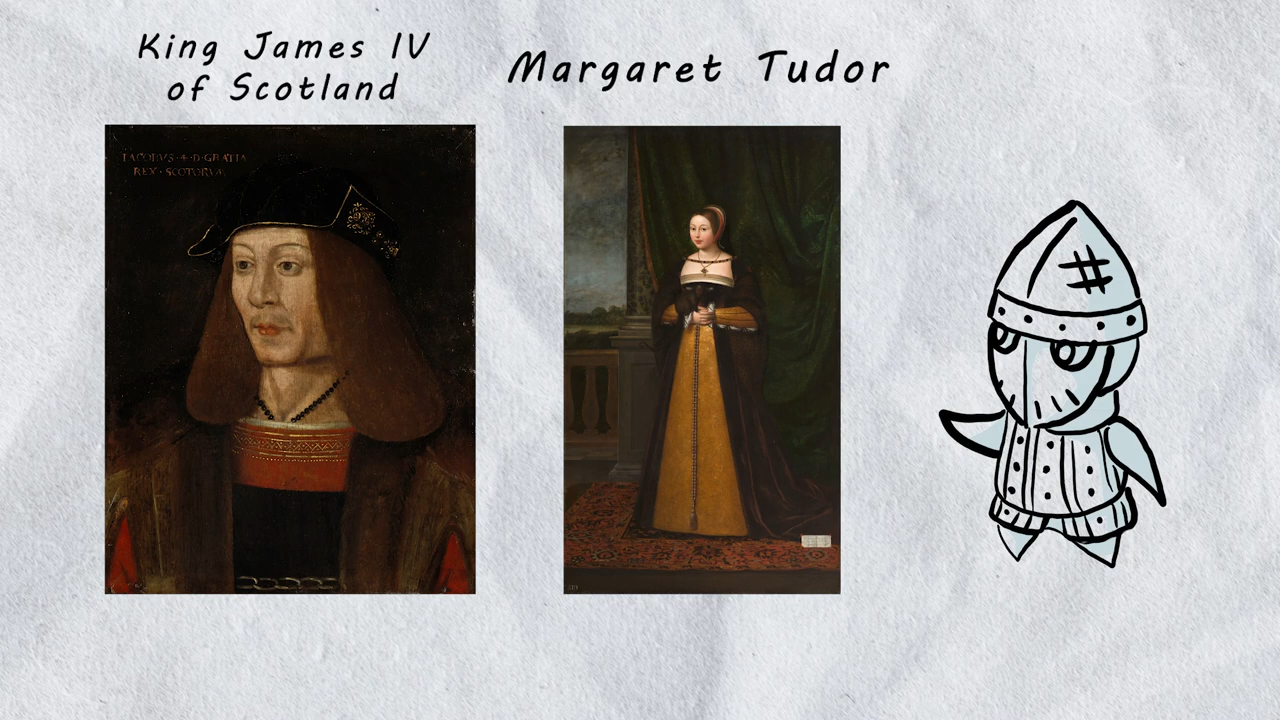 King James IV
of Scotland
Margaret Tudor
IACOBVS·4·D·GRATIA
REX·SCOTORVM